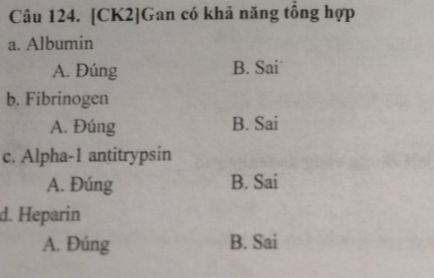 Câu 124. [CK2]Gan có khả năng tổng hợp
a. Albumin
A. Đúng B. Sai
b. Fibrinogen
A. Đúng B. Sai
c. Alpha-1 antitrypsin
A. Đúng B. Sai
d. Heparin
A. Đúng B. Sai